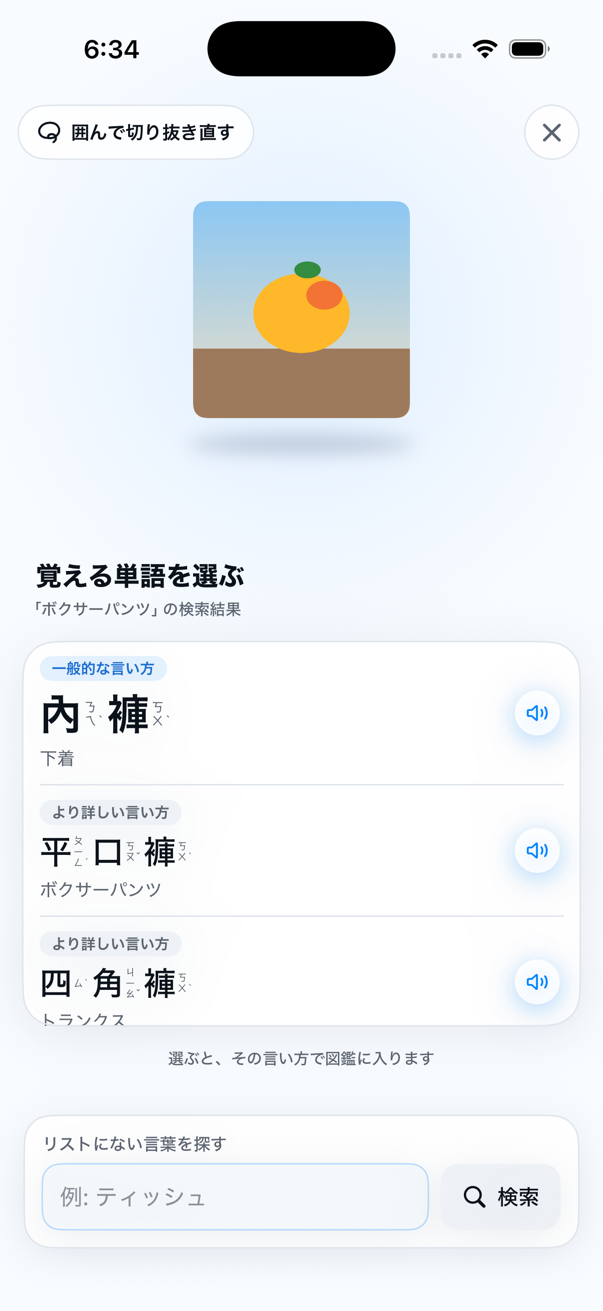 6:34
囲んで切り抜き直す
覚える単語を選ぶ
「ボクサーパンツ」の検索結果
一般的な言い方
內ㄋㄟˋ褲ㄎㄨˋ
下着
より詳しい言い方
平ㄆㄧㄥˊ口ㄎㄡˇ褲ㄎㄨˋ
ボクサーパンツ
より詳しい言い方
四ㄙˋ角ㄐㄧㄠˇ褲ㄎㄨˋ
トランクス
選ぶと、その言い方で図鑑に入ります
リストにない言葉を探す
例: ティッシュ
検索